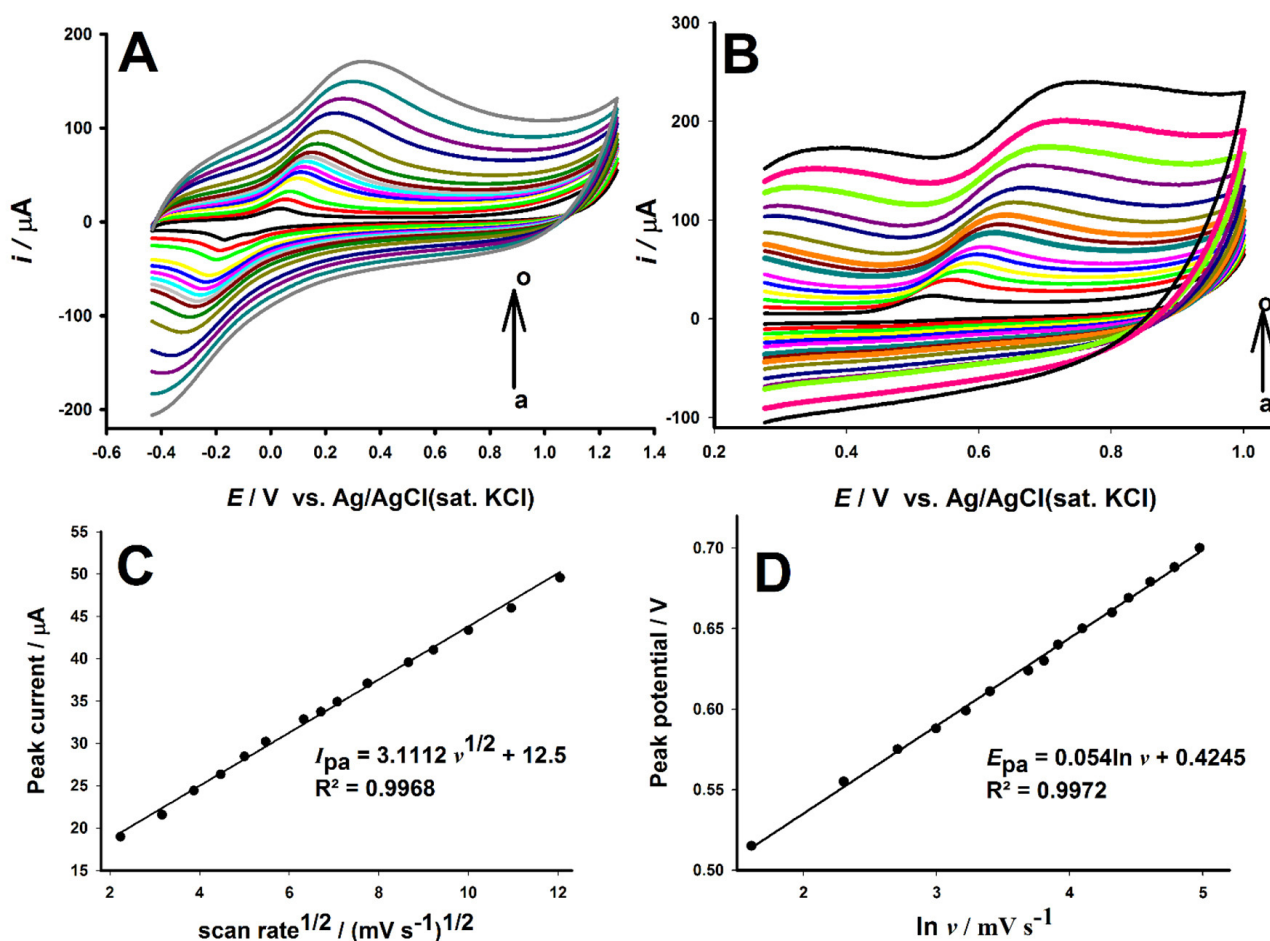 A
200
100
0
-100
-200
i / μA
-0.6 -0.4 -0.2 0.0 0.2 0.4 0.6 0.8 1.0 1.2 1.4
E / V vs. Ag/AgCl(sat. KCl)
o
a
B
300
200
100
0
-100
i / μA
0.2 0.4 0.6 0.8 1.0
E / V vs. Ag/AgCl(sat. KCl)
o
a
C
55
50
45
40
35
30
25
20
15
Peak current / μA
Ipa = 3.1112 v^1/2 + 12.5
R² = 0.9968
2 4 6 8 10 12
scan rate^1/2 / (mV s^-1)^1/2
D
0.70
0.65
0.60
0.55
0.50
Peak potential / V
Epa = 0.054ln v + 0.4245
R² = 0.9972
2 3 4 5
ln v / mV s^-1